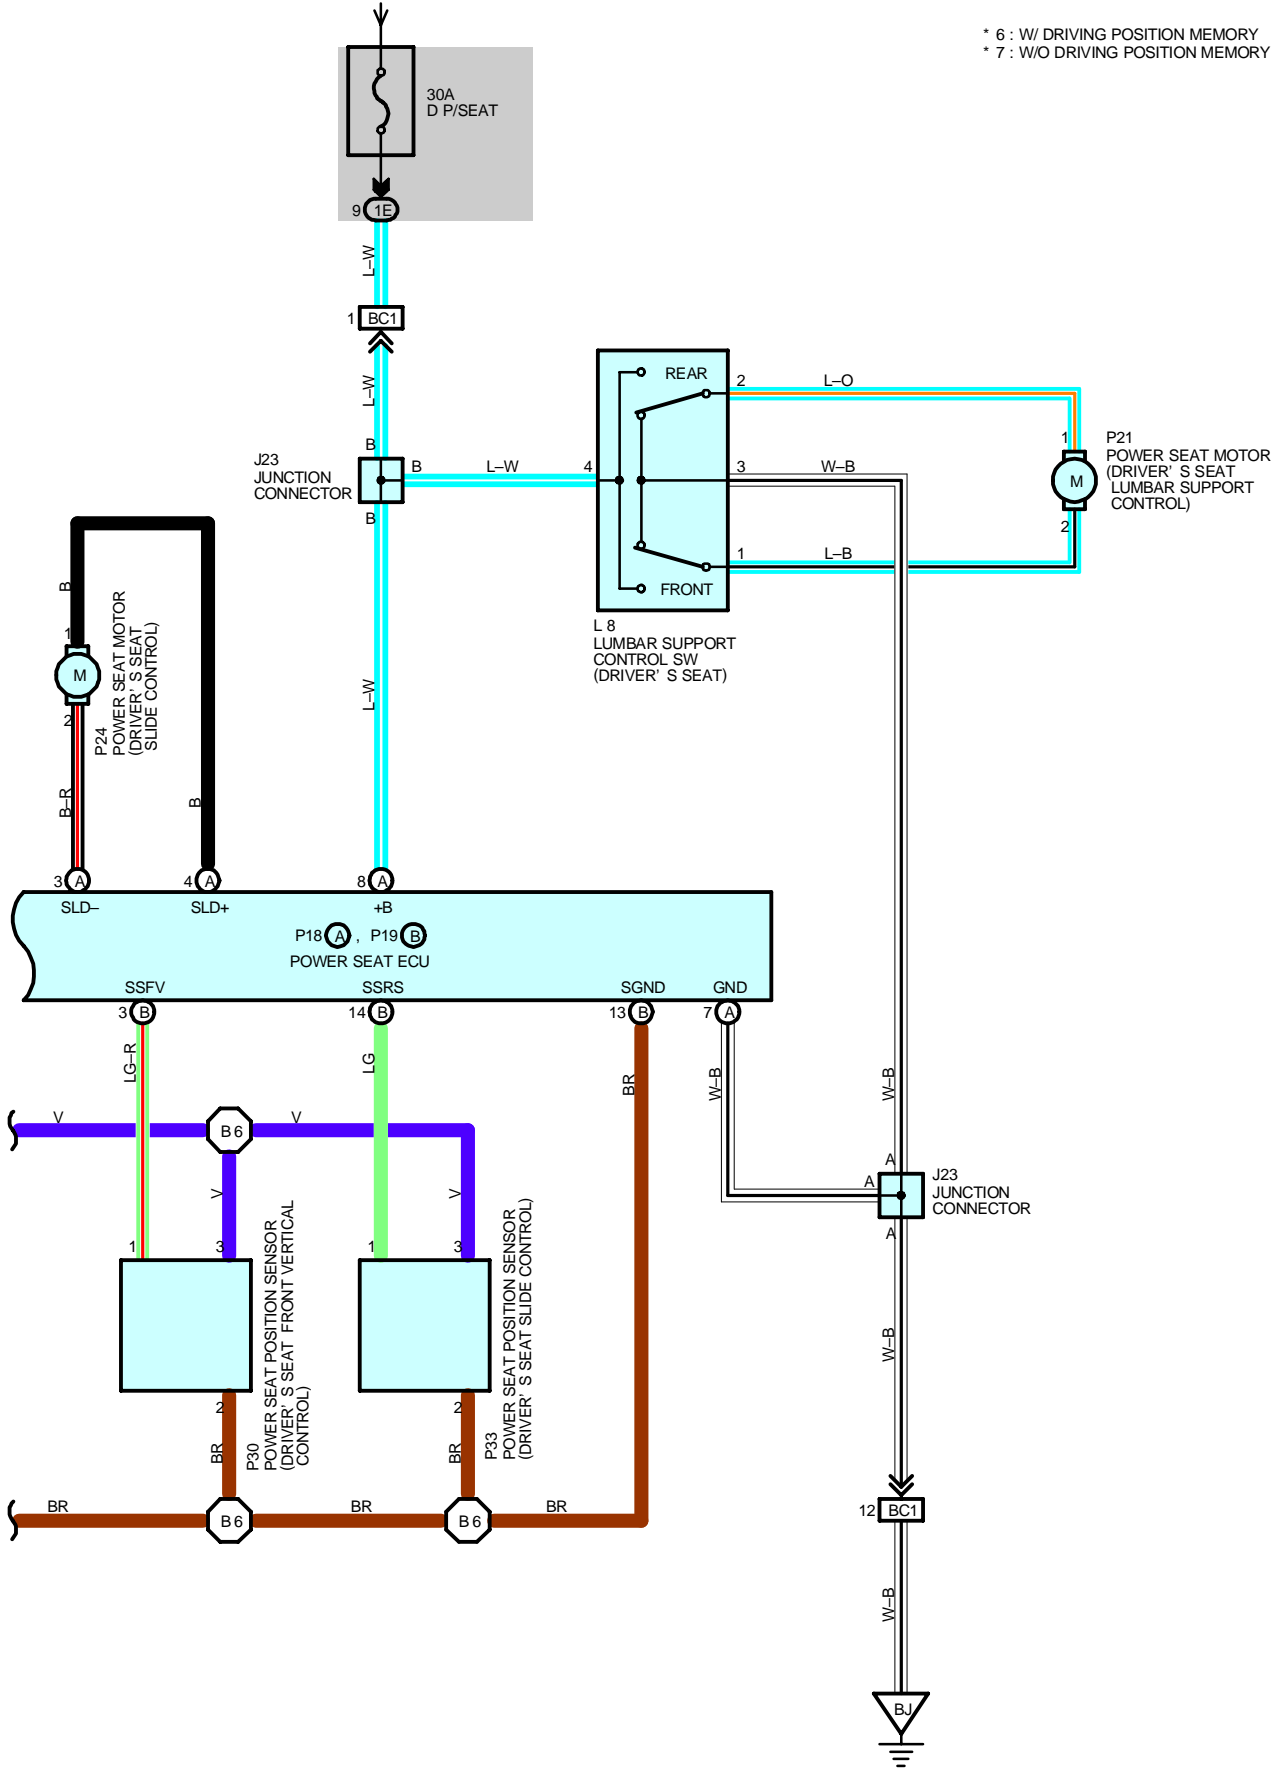 * 6 : W/ DRIVING POSITION MEMORY
* 7 : W/O DRIVING POSITION MEMORY
30A
D P/SEAT
9 1E
L–W
1 BC1
L–W
B
J23
JUNCTION
CONNECTOR
B
L–W
4
B
REAR
FRONT
2
L–O
3
W–B
1
L–B
L 8
LUMBAR SUPPORT
CONTROL SW
(DRIVER' S SEAT)
1
M
2
P21
POWER SEAT MOTOR
(DRIVER' S SEAT
LUMBAR SUPPORT
CONTROL)
B
1
M
2
P24
POWER SEAT MOTOR
(DRIVER' S SEAT
SLIDE CONTROL)
B–R
B
L–W
3 A
4 A
8 A
SLD–
SLD+
+B
P18 A , P19 B
POWER SEAT ECU
SSFV
SSRS
SGND
GND
3 B
14 B
13 B
7 A
LG–R
LG
BR
W–B
W–B
V
B 6
V
V
V
A
A
A
J23
JUNCTION
CONNECTOR
1
3
1
3
2
2
P30
POWER SEAT POSITION SENSOR
(DRIVER' S SEAT FRONT VERTICAL
CONTROL)
P33
POWER SEAT POSITION SENSOR
(DRIVER' S SEAT SLIDE CONTROL)
W–B
BR
BR
BR
B 6
BR
B 6
BR
12 BC1
W–B
BJ